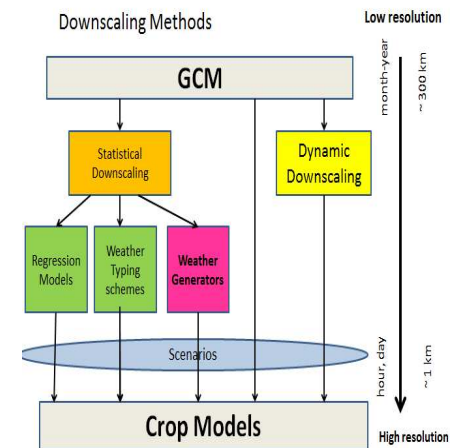 Downscaling Methods
Low resolution
GCM
month-year
~ 300 km
Statistical
Downscaling
Dynamic
Downscaling
Regression
Models
Weather
Typing
schemes
Weather
Generators
Scenarios
hour, day
~ 1 km
Crop Models
High resolution